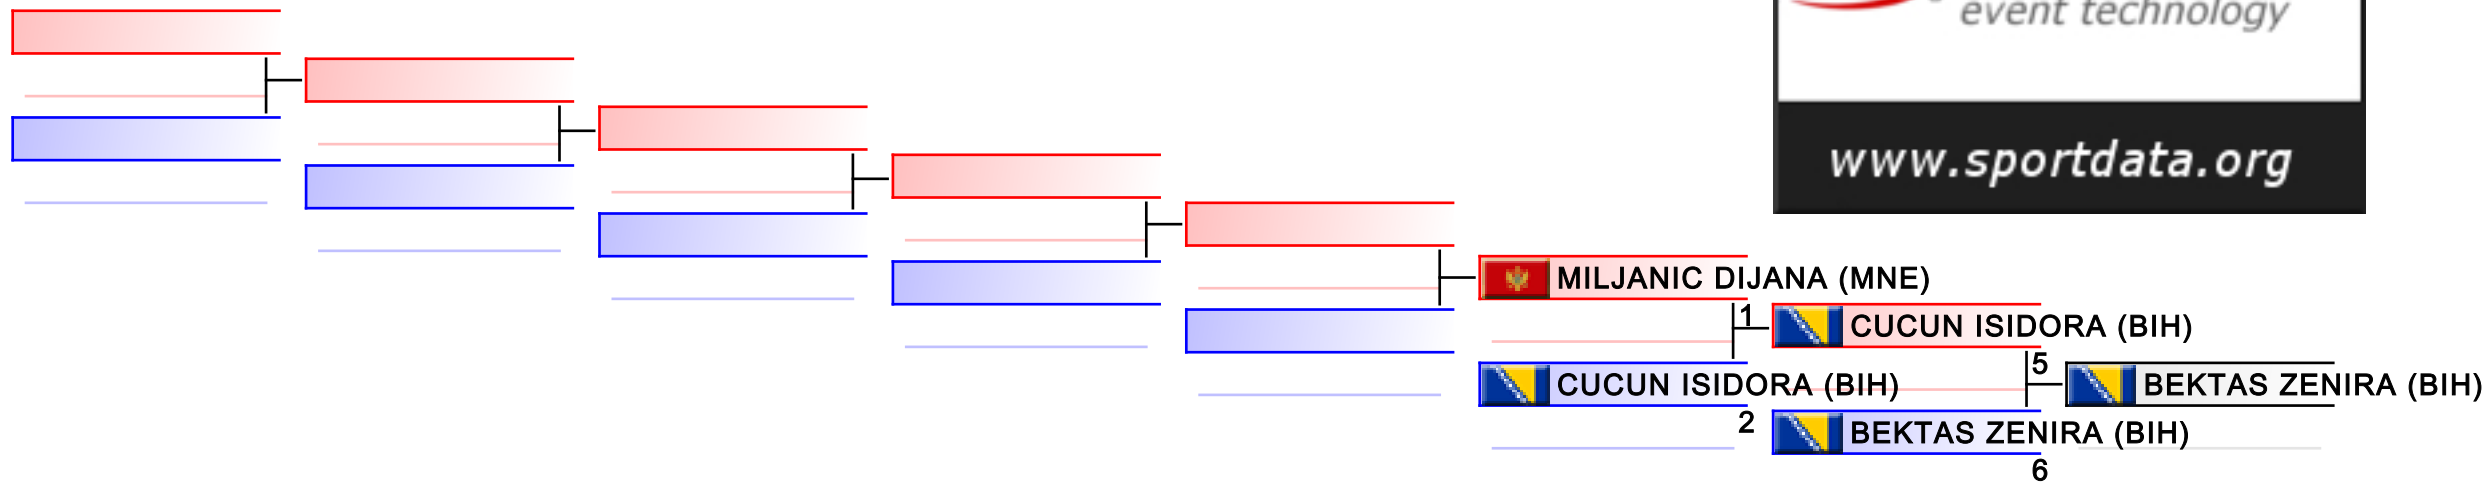 event technology
www.sportdata.org
MILJANIC DIJANA (MNE)
1
CUCUN ISIDORA (BIH)
5
CUCUN ISIDORA (BIH)
BEKTAS ZENIRA (BIH)
2
BEKTAS ZENIRA (BIH)
6